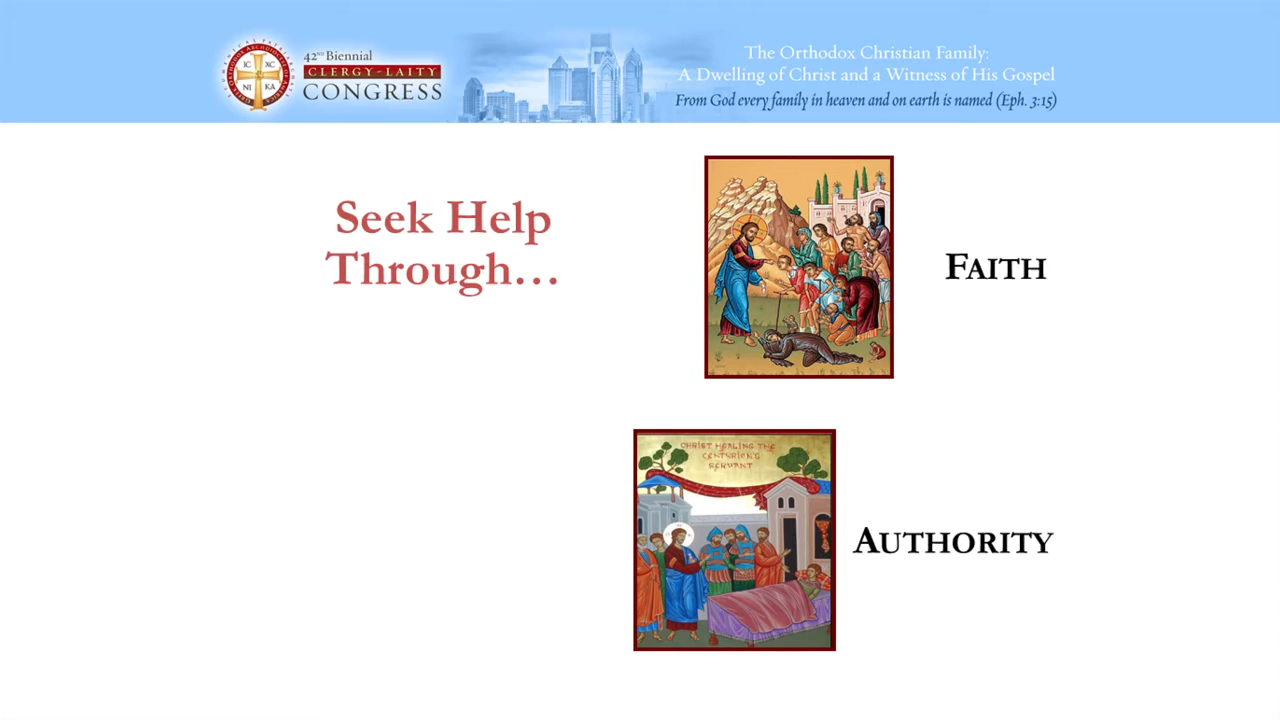 42ND Biennial
CLERGY-LAITY
CONGRESS
IC XC
NI KA
The Orthodox Christian Family:
A Dwelling of Christ and a Witness of His Gospel
From God every family in heaven and on earth is named (Eph. 3:15)
Seek Help
Through…
FAITH
CHRIST HEALING THE
CENTURION'S
SERVANT
AUTHORITY